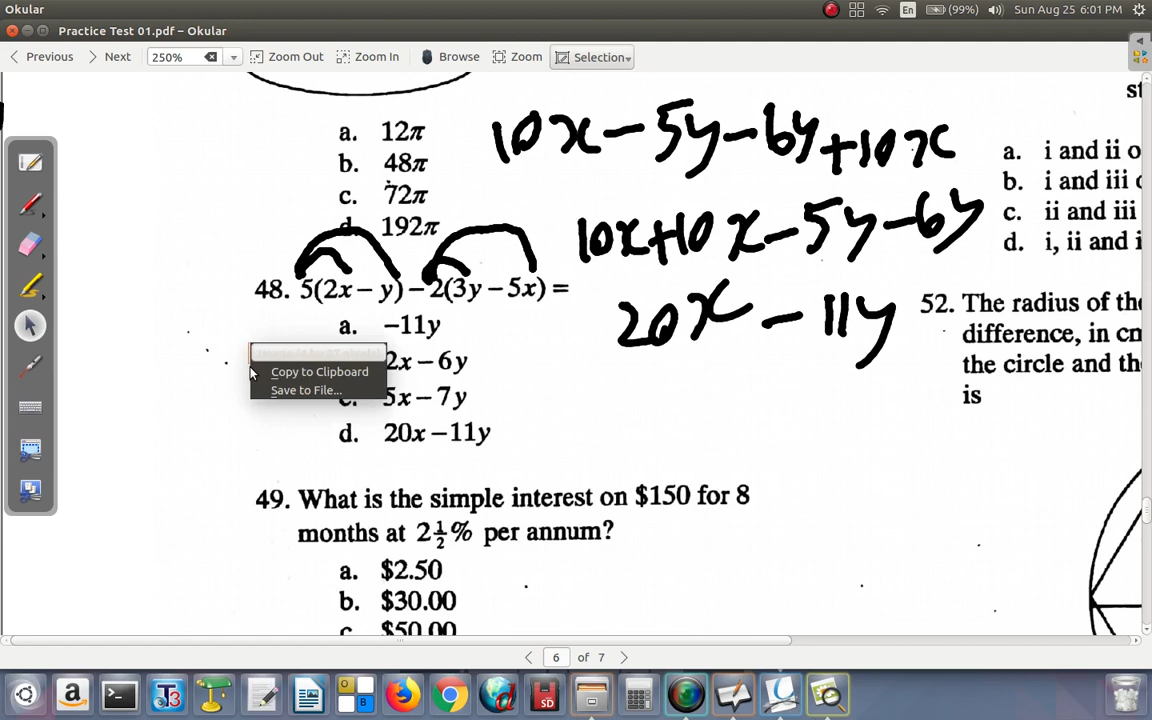 Okular
En
(99%)
Sun Aug 25 6:01 PM
Practice Test 01.pdf – Okular
Previous
Next
250%
Zoom Out
Zoom In
Browse
Zoom
Selection
a. 12π
b. 48π
c. 72π
d. 192π
10x - 5y - 6y + 10x
10x + 10x - 5y - 6y
20x - 11y
48. 5(2x – y) – 2(3y – 5x) =
a. –11y
2x – 6y
c. 5x – 7y
d. 20x – 11y
Copy to Clipboard
Save to File...
49. What is the simple interest on $150 for 8
months at 2½% per annum?
a. $2.50
b. $30.00
c. $50.00
st
a. i and ii o
b. i and iii
c. ii and iii
d. i, ii and i
52. The radius of the
difference, in cm
the circle and th
is
6 of 7
SD